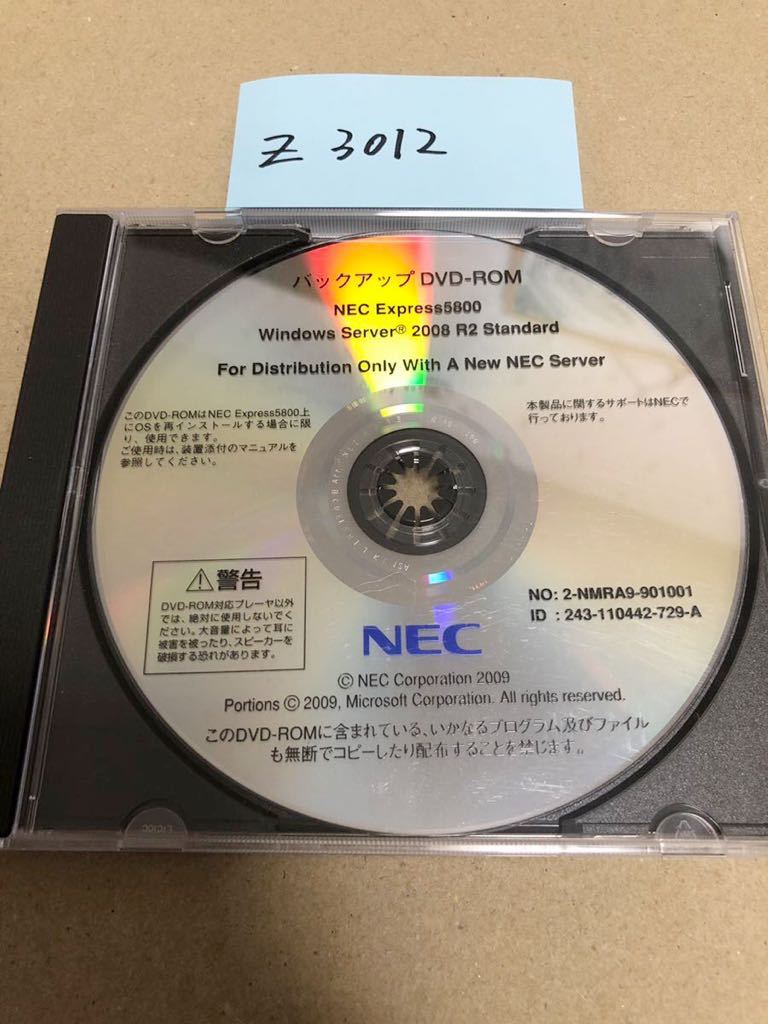 Z 3012
バックアップ DVD-ROM
NEC Express5800
Windows Server® 2008 R2 Standard
For Distribution Only With A New NEC Server
このDVD-ROMはNEC Express5800上
にOSを再インストールする場合に限
り、使用できます。
ご使用時は、装置添付のマニュアルを
参照してください。
本製品に関するサポートはNECで
行っております。
⚠警告
DVD-ROM対応プレーヤ以外
では、絶対に使用しないでく
ださい。大音量によって耳に
被害を被ったり、スピーカーを
破損する恐れがあります。
NO: 2-NMRA9-901001
ID : 243-110442-729-A
NEC
© NEC Corporation 2009
Portions © 2009, Microsoft Corporation. All rights reserved.
このDVD-ROMに含まれている、いかなるプログラム及びファイル
も無断でコピーしたり配布することを禁じます。